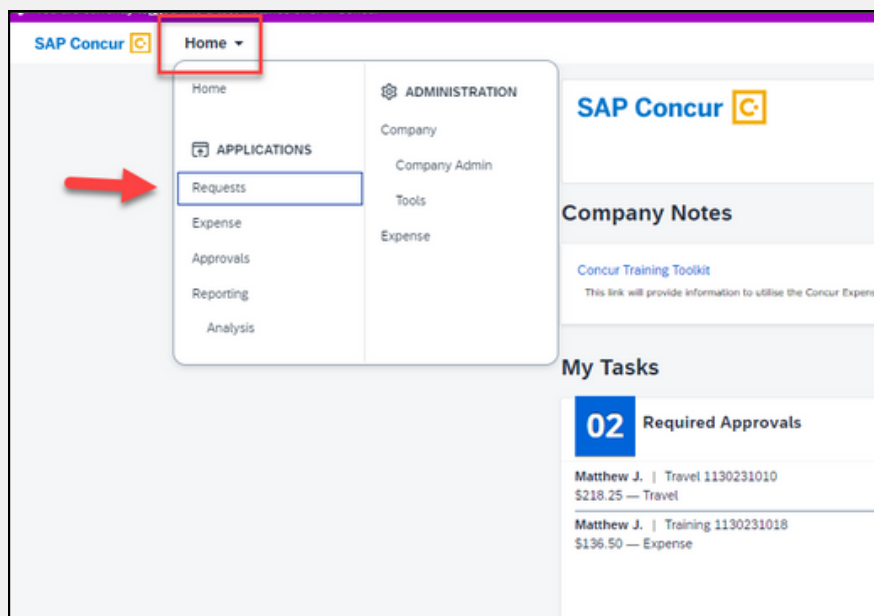 SAP Concur C Home
Home
APPLICATIONS
Requests
Expense
Approvals
Reporting
Analysis
ADMINISTRATION
Company
Company Admin
Tools
Expense
SAP Concur C
Company Notes
Concur Training Toolkit
This link will provide information to utilise the Concur
My Tasks
02 Required Approvals
Matthew J. | Travel 1130231010
$218.25 — Travel
Matthew J. | Training 1130231018
$136.50 — Expense